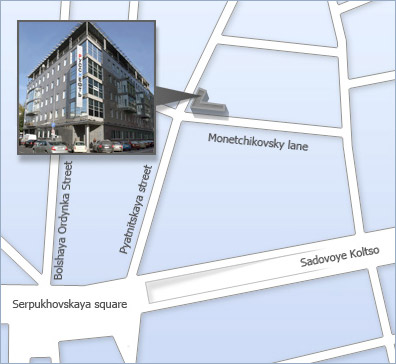 Monetchikovsky lane
Bolshaya Ordynka Street
Pyatnitskaya street
Sadovoye Koltso
Serpukhovskaya square